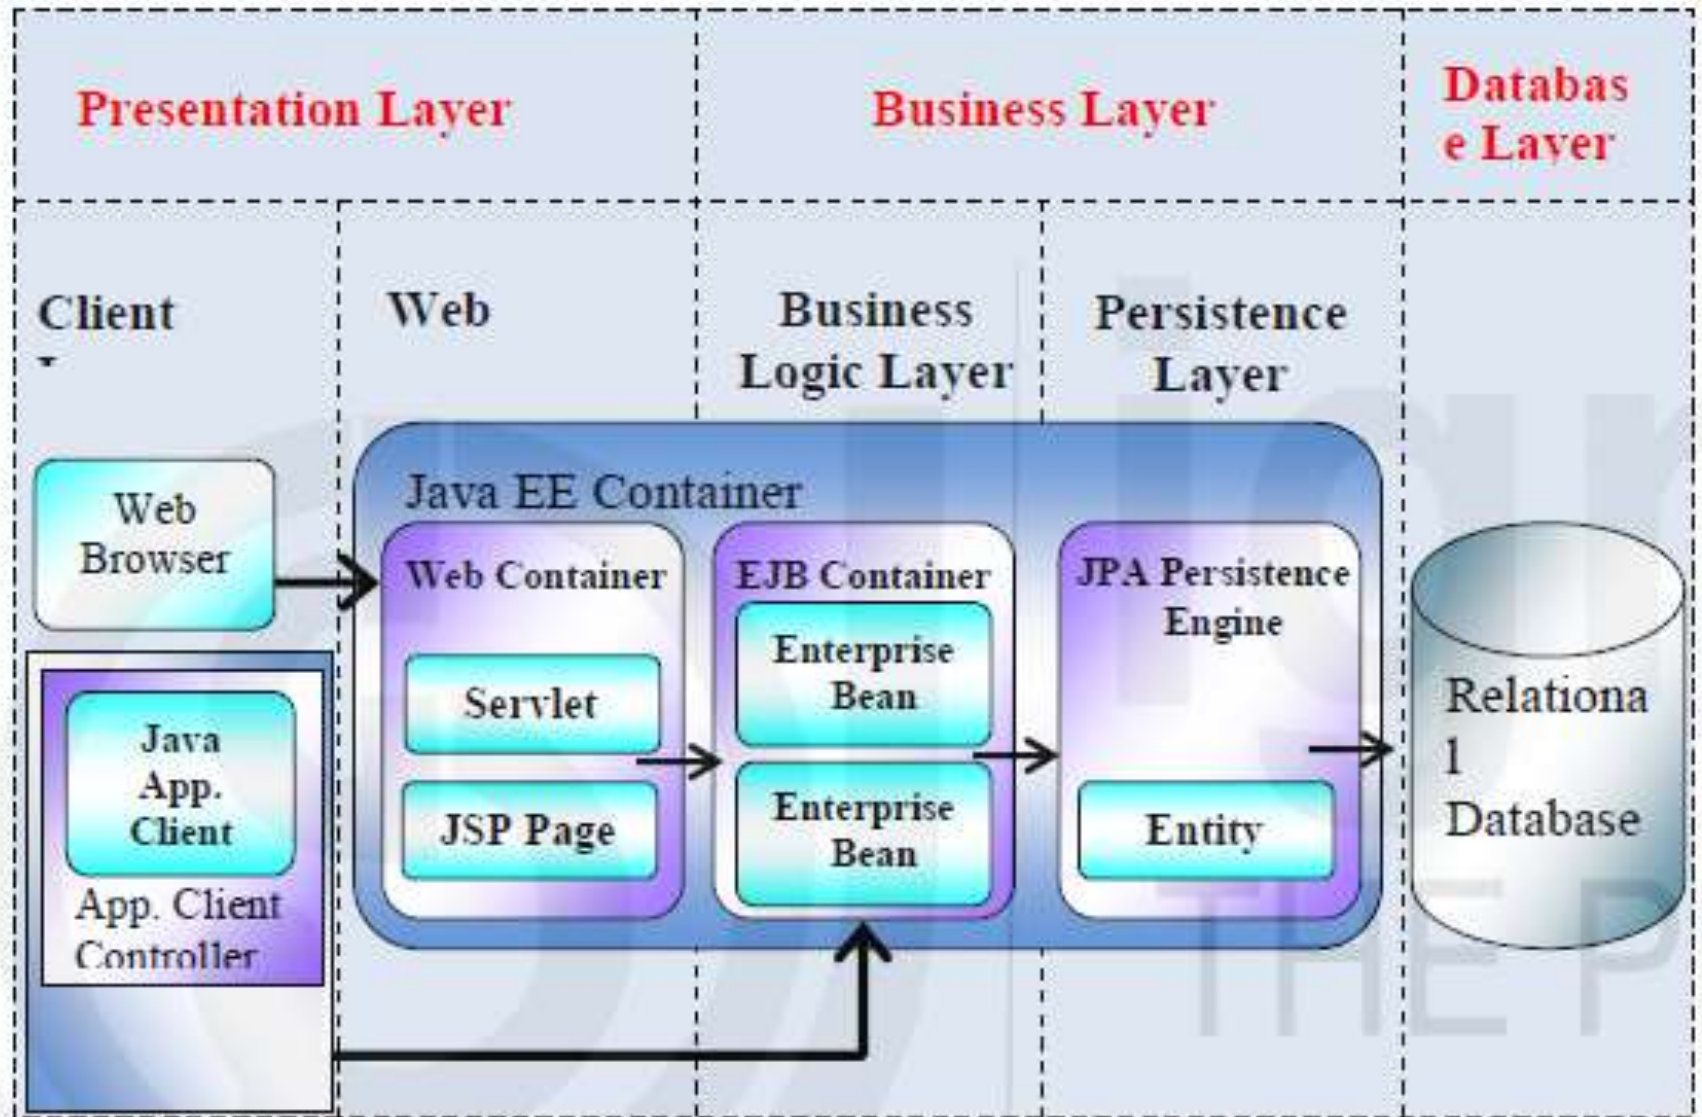 Presentation Layer
Business Layer
Databas
e Layer
Client
Web
Business
Logic Layer
Persistence
Layer
Web
Browser
Java EE Container
Web Container
Servlet
JSP Page
EJB Container
Enterprise
Bean
Enterprise
Bean
JPA Persistence
Engine
Entity
Relationa
l
Database
Java
App.
Client
App. Client
Controller
THE P